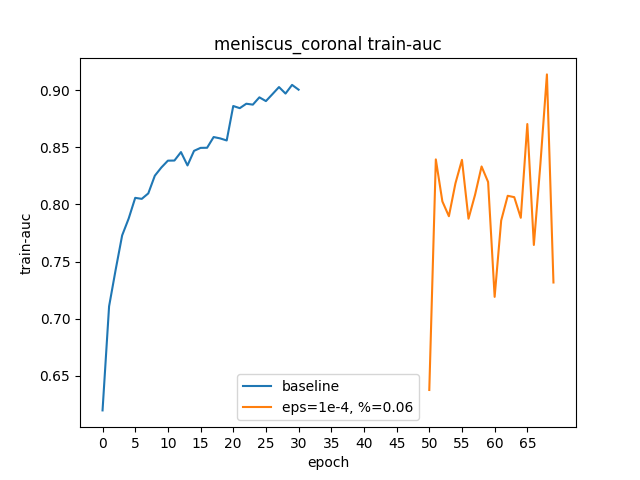 meniscus_coronal train-auc
0.90
0.85
0.80
0.75
0.70
0.65
train-auc
baseline
eps=1e-4, %=0.06
0 5 10 15 20 25 30 35 40 45 50 55 60 65
epoch